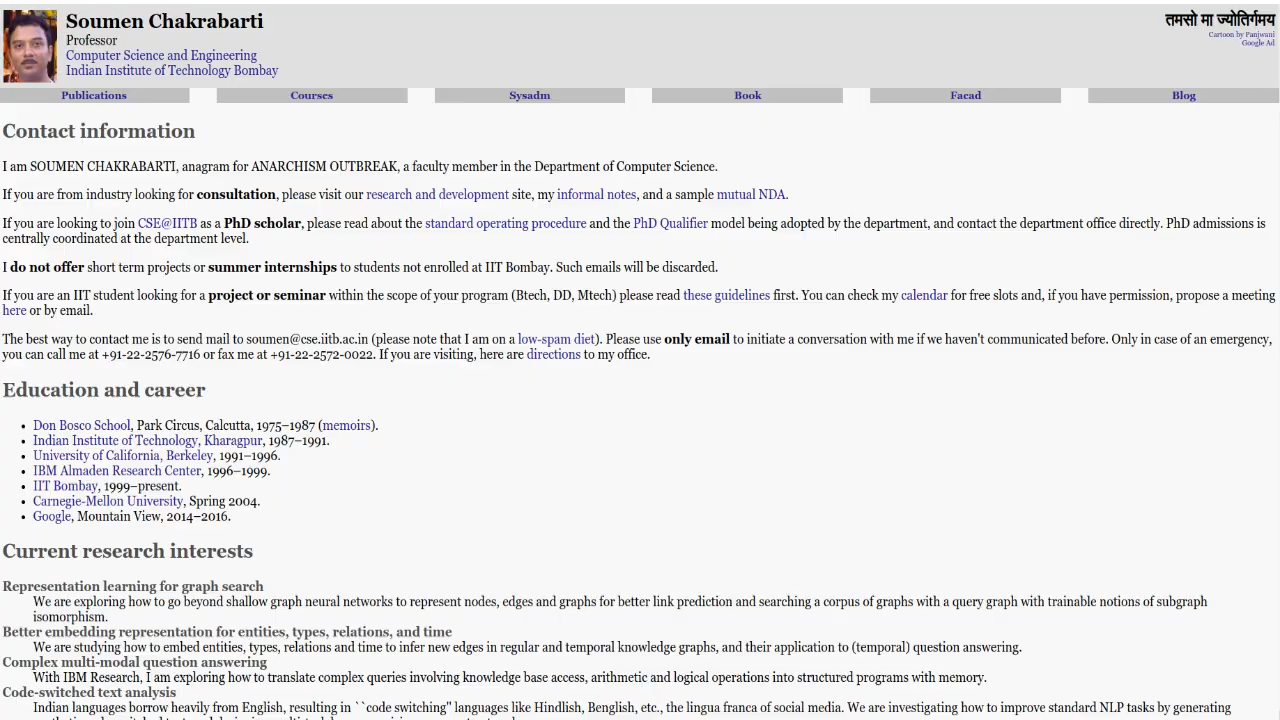 Soumen Chakrabarti
Professor
Computer Science and Engineering
Indian Institute of Technology Bombay
तमसो मा ज्योतिर्गमय
Cartoon by Panjwani
Google Ad
Publications Courses Sysadm Book Facad Blog
Contact information
I am SOUMEN CHAKRABARTI, anagram for ANARCHISM OUTBREAK, a faculty member in the Department of Computer Science.
If you are from industry looking for consultation, please visit our research and development site, my informal notes, and a sample mutual NDA.
If you are looking to join CSE@IITB as a PhD scholar, please read about the standard operating procedure and the PhD Qualifier model being adopted by the department, and contact the department office directly. PhD admissions is
centrally coordinated at the department level.
I do not offer short term projects or summer internships to students not enrolled at IIT Bombay. Such emails will be discarded.
If you are an IIT student looking for a project or seminar within the scope of your program (Btech, DD, Mtech) please read these guidelines first. You can check my calendar for free slots and, if you have permission, propose a meeting
here or by email.
The best way to contact me is to send mail to soumen@cse.iitb.ac.in (please note that I am on a low-spam diet). Please use only email to initiate a conversation with me if we haven't communicated before. Only in case of an emergency,
you can call me at +91-22-2576-7716 or fax me at +91-22-2572-0022. If you are visiting, here are directions to my office.
Education and career
• Don Bosco School, Park Circus, Calcutta, 1975–1987 (memoirs).
• Indian Institute of Technology, Kharagpur, 1987–1991.
• University of California, Berkeley, 1991–1996.
• IBM Almaden Research Center, 1996–1999.
• IIT Bombay, 1999–present.
• Carnegie-Mellon University, Spring 2004.
• Google, Mountain View, 2014–2016.
Current research interests
Representation learning for graph search
We are exploring how to go beyond shallow graph neural networks to represent nodes, edges and graphs for better link prediction and searching a corpus of graphs with a query graph with trainable notions of subgraph
isomorphism.
Better embedding representation for entities, types, relations, and time
We are studying how to embed entities, types, relations and time to infer new edges in regular and temporal knowledge graphs, and their application to (temporal) question answering.
Complex multi-modal question answering
With IBM Research, I am exploring how to translate complex queries involving knowledge base access, arithmetic and logical operations into structured programs with memory.
Code-switched text analysis
Indian languages borrow heavily from English, resulting in ``code switching'' languages like Hindlish, Benglish, etc., the lingua franca of social media. We are investigating how to improve standard NLP tasks by generating